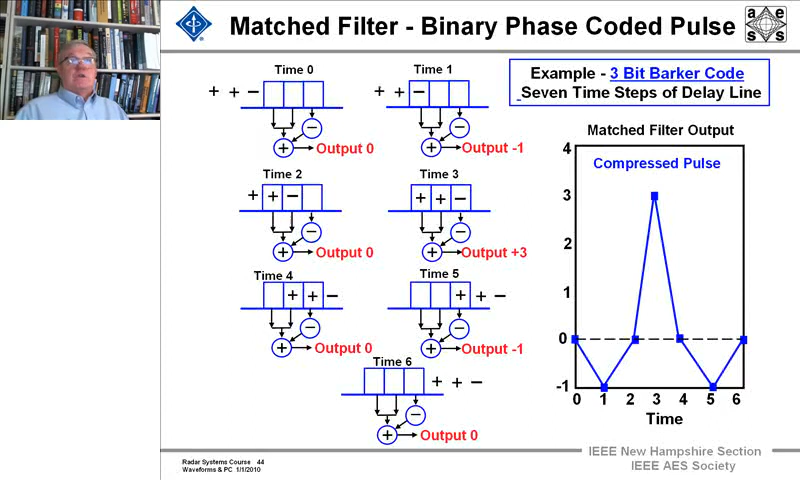 Matched Filter - Binary Phase Coded Pulse
a e
s s
Time 0
+ + −
−
+
Output 0
Time 1
+ + −
−
+
Output -1
Example - 3 Bit Barker Code
Seven Time Steps of Delay Line
Time 2
+ + −
−
+
Output 0
Time 3
+ + −
−
+
Output +3
Time 4
+ + −
−
+
Output 0
Time 5
+ + −
−
+
Output -1
Time 6
+ + −
−
+
Output 0
Matched Filter Output
Compressed Pulse
4
3
2
1
0
-1
0 1 2 3 4 5 6
Time
Radar Systems Course 44
Waveforms & PC 1/1/2010
IEEE New Hampshire Section
IEEE AES Society